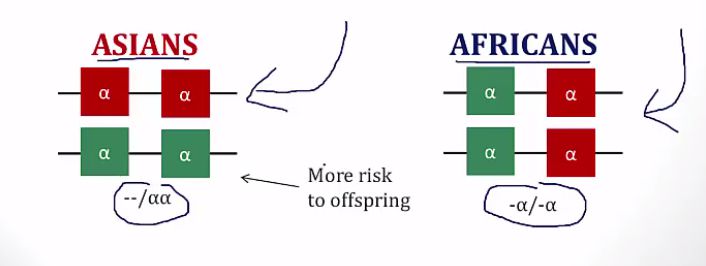 ASIANS
α α
α α
--/αα
More risk
to offspring
AFRICANS
α α
α α
-α/-α